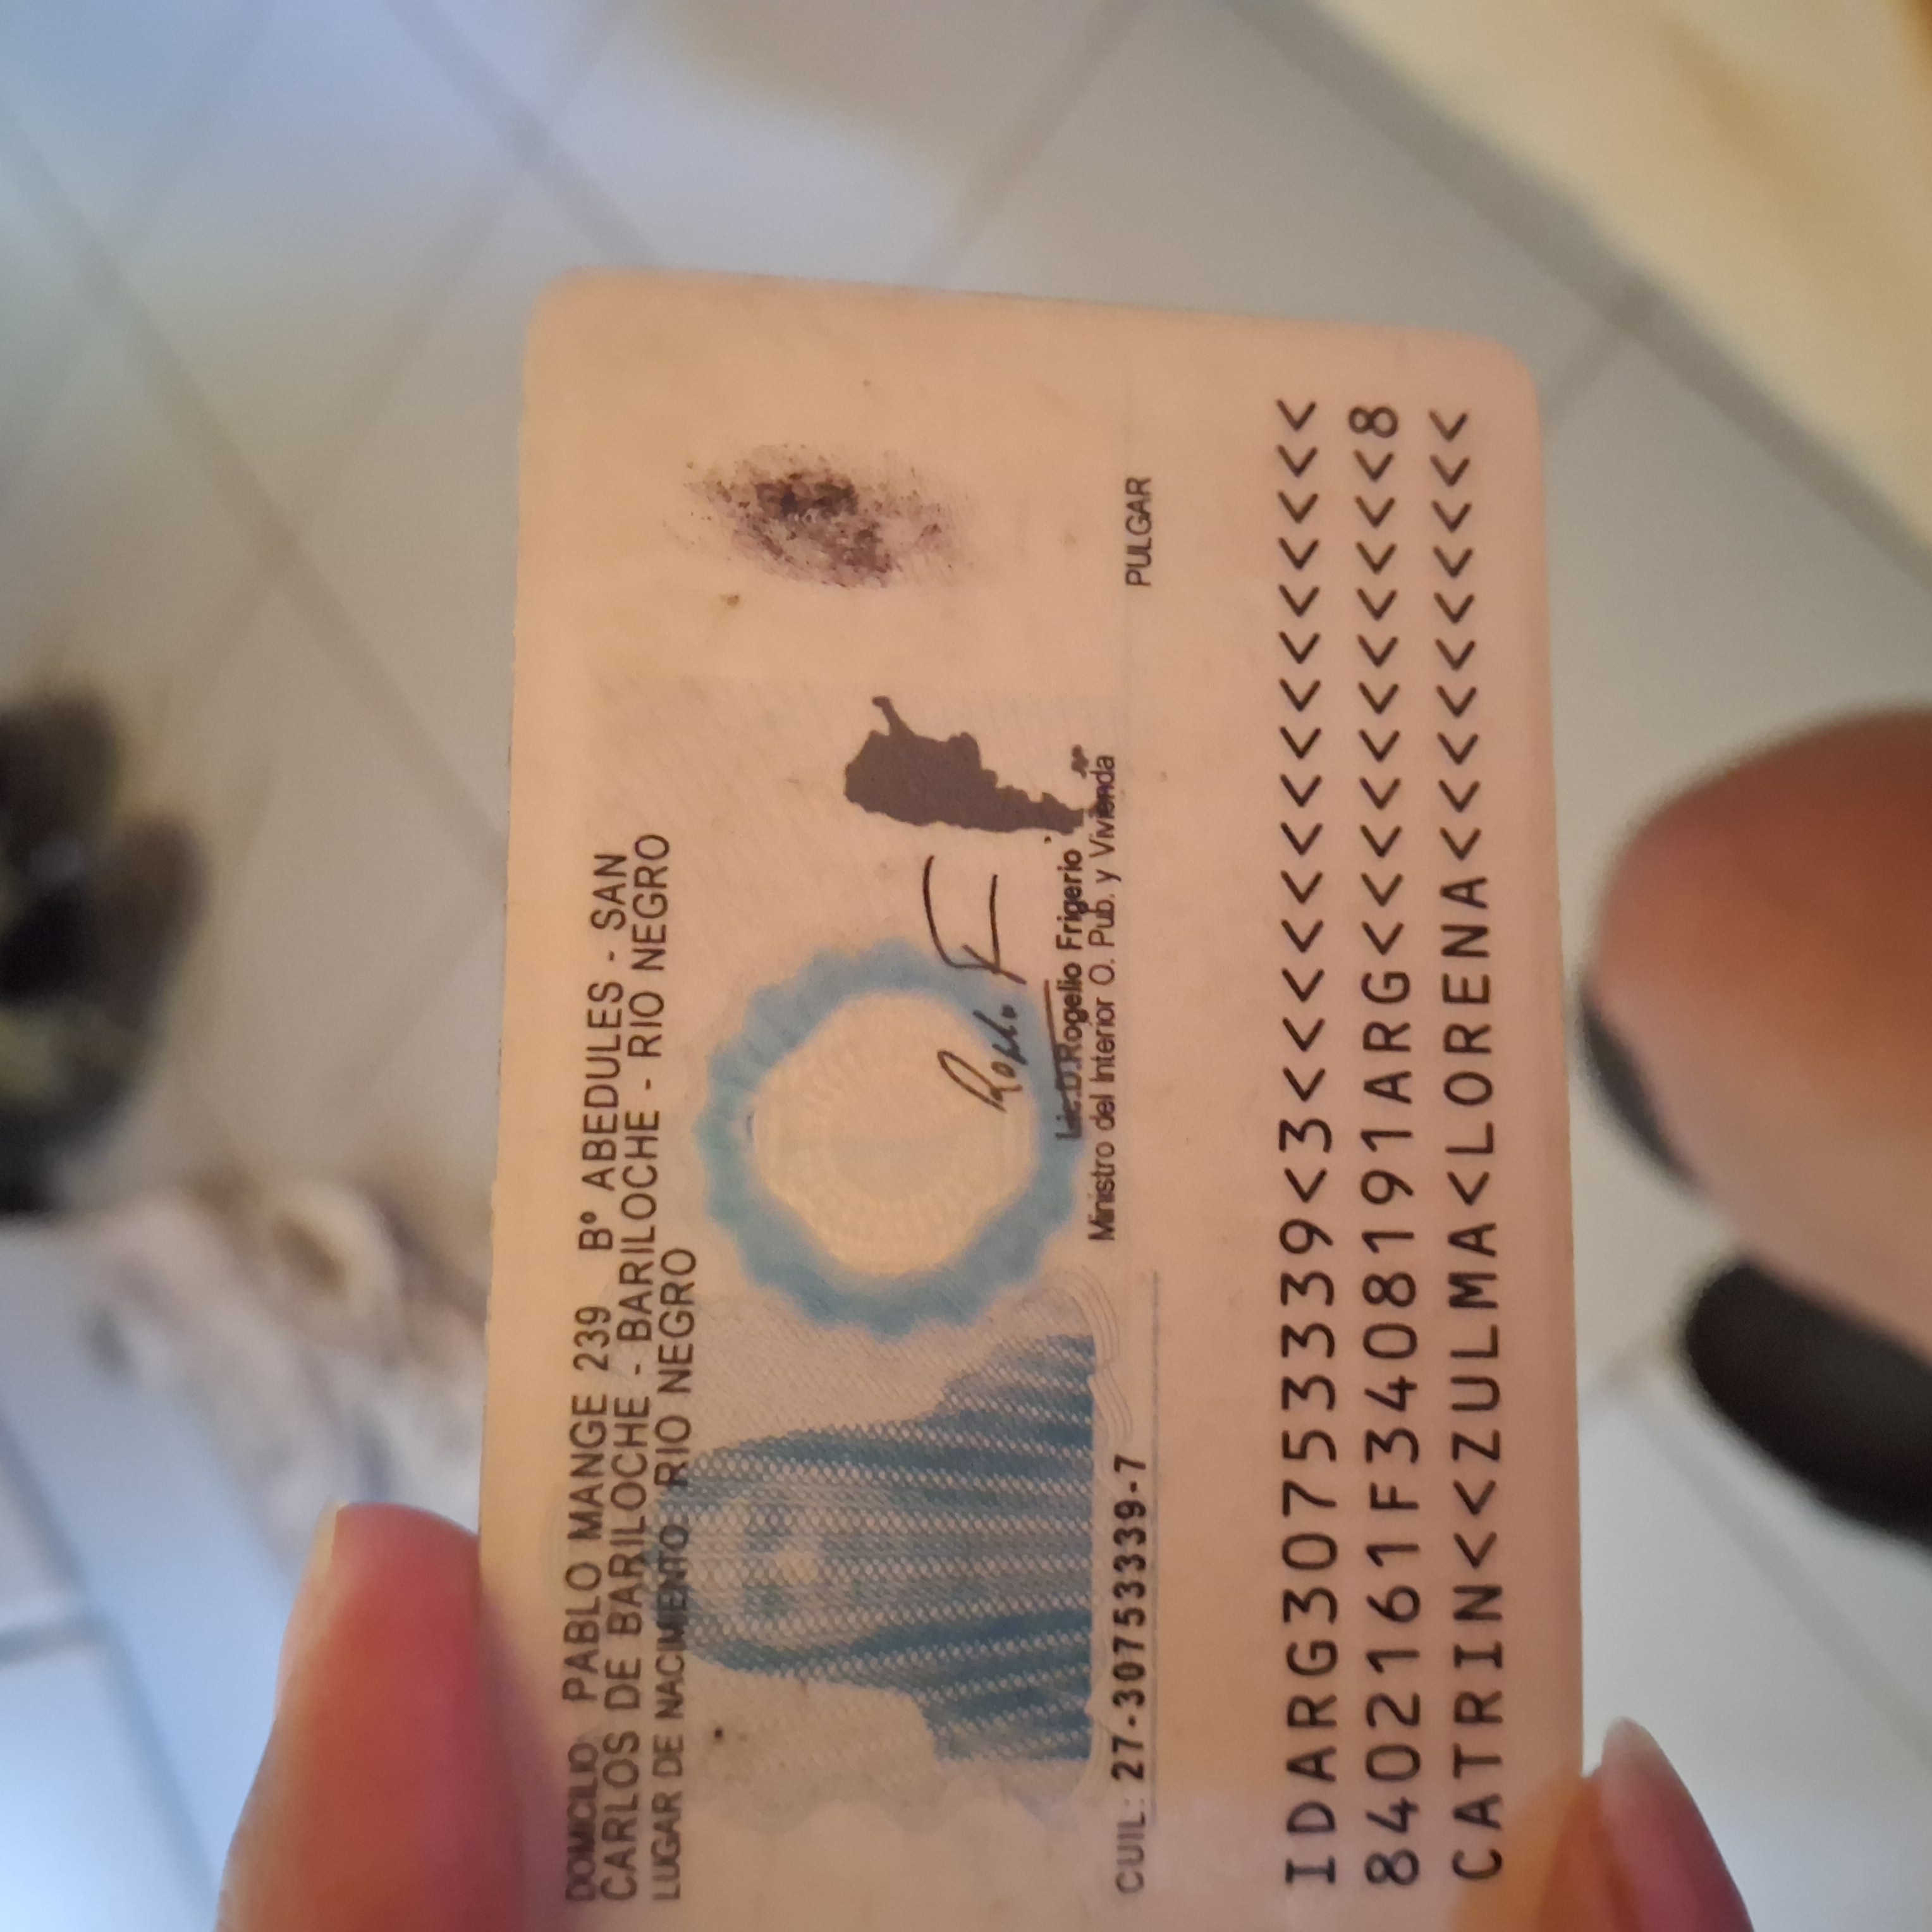 DOMICILIO: PABLO MANGE 239 Bº ABEDULES - SAN
CARLOS DE BARILOCHE - BARILOCHE - RIO NEGRO
LUGAR DE NACIMIENTO: RIO NEGRO
Lic.D.Rogelio Frigerio
Ministro del Interior O. Pub. y Vivienda
CUIL: 27-30753339-7
PULGAR
IDARG30753339<3<<<<<<<<<<<<<<<
8402161F3408191ARG<<<<<<<<<<<8
CATRIN<<ZULMA<LORENA<<<<<<<<<<